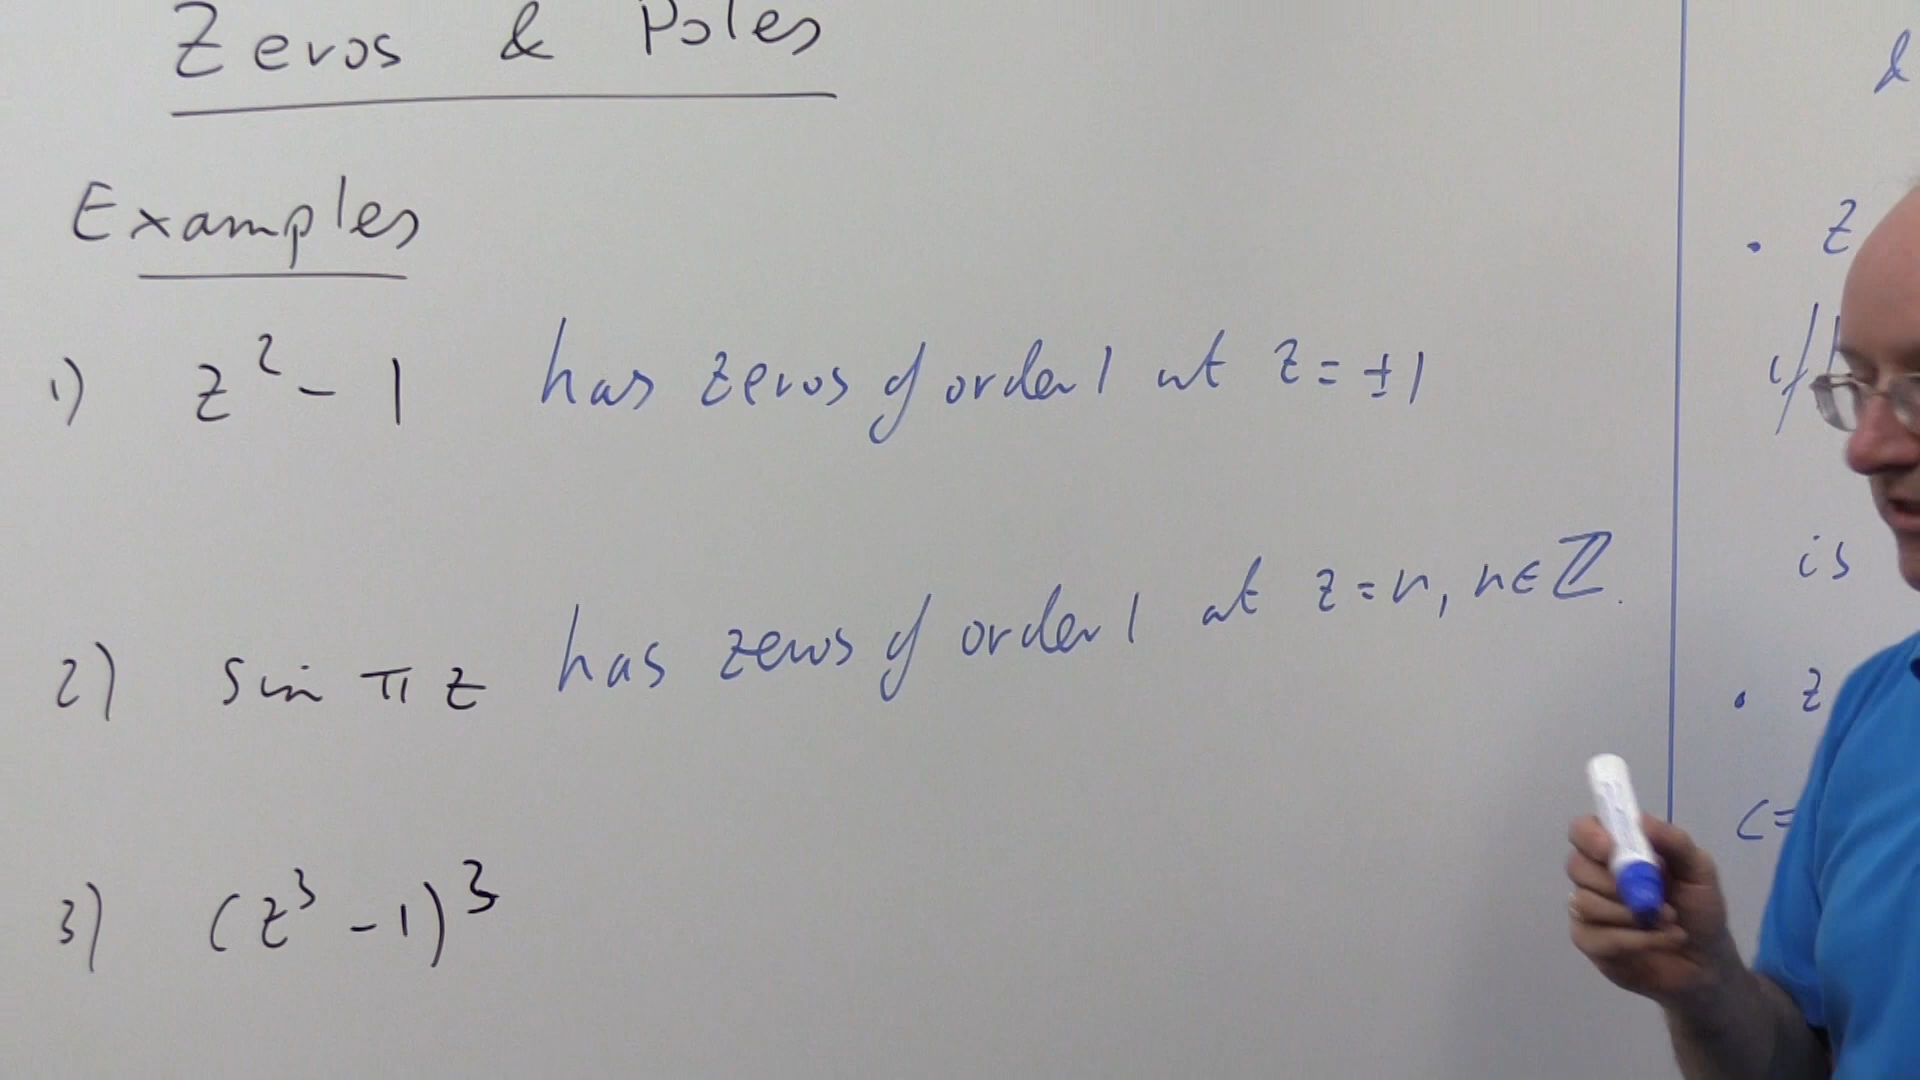 Zeros & Poles
Examples
1) z² - 1 has zeros of order 1 at z = ±1
2) sin π z has zeros of order 1 at z = n, n ∈ ℤ.
3) (z³ - 1)³
&
• z
if
is
• z
c =